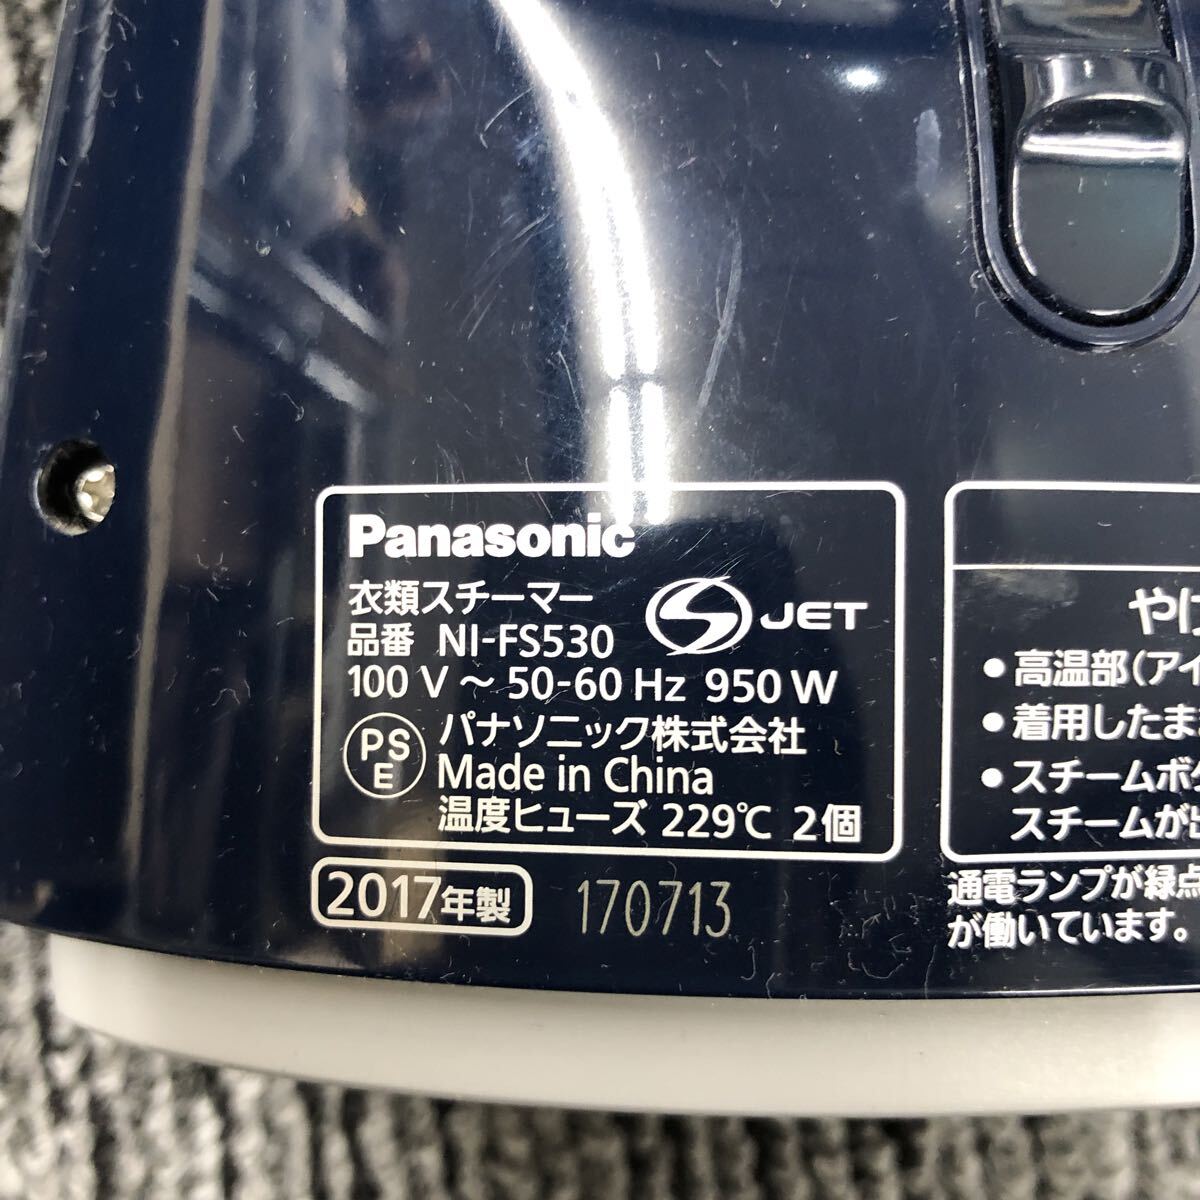 Panasonic
衣類スチーマー
品番 NI-FS530
S JET
100 V ～ 50-60 Hz 950 W
PS
E
パナソニック株式会社
Made in China
温度ヒューズ 229℃ 2個
2017年製 170713
やけ
• 高温部(アイ
• 着用したまま
• スチームボタ
スチームが
通電ランプが緑点
が働いています。